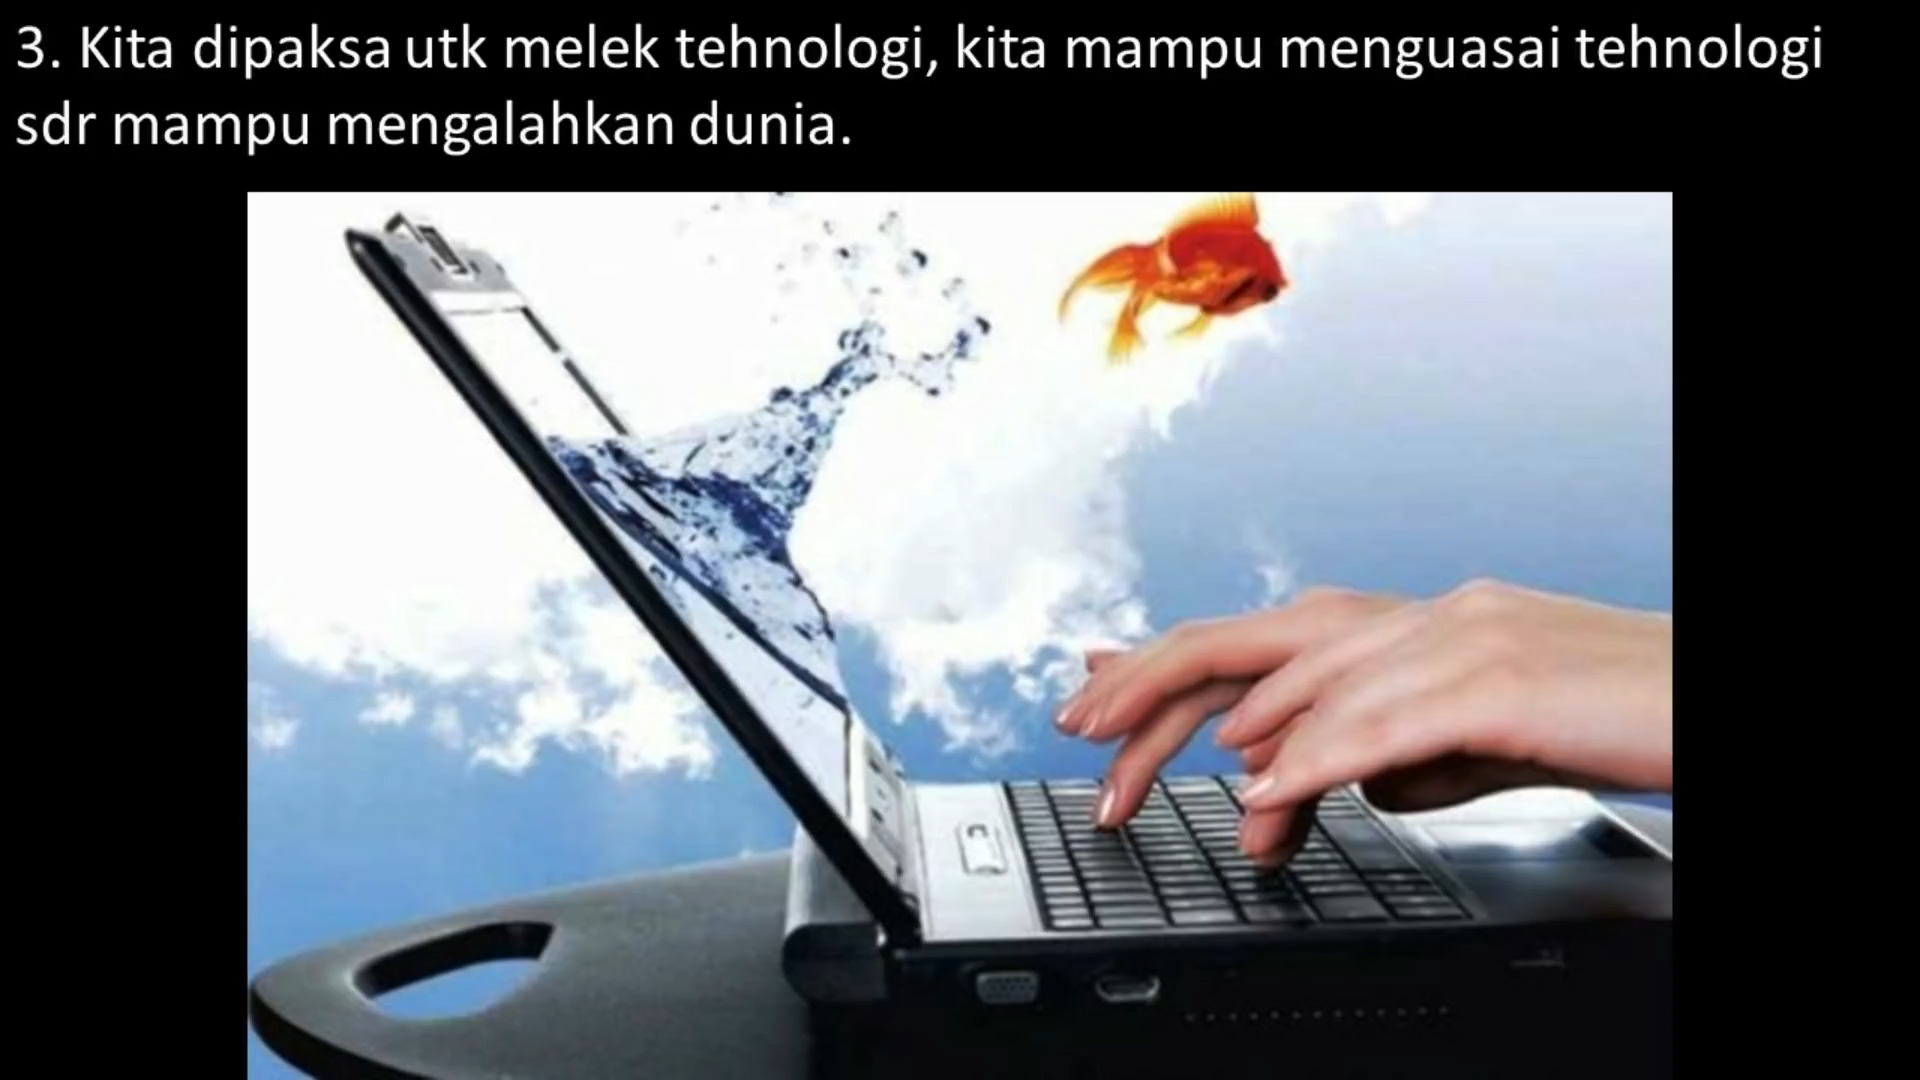 3. Kita dipaksa utk melek tehnologi, kita mampu menguasai tehnologi
sdr mampu mengalahkan dunia.